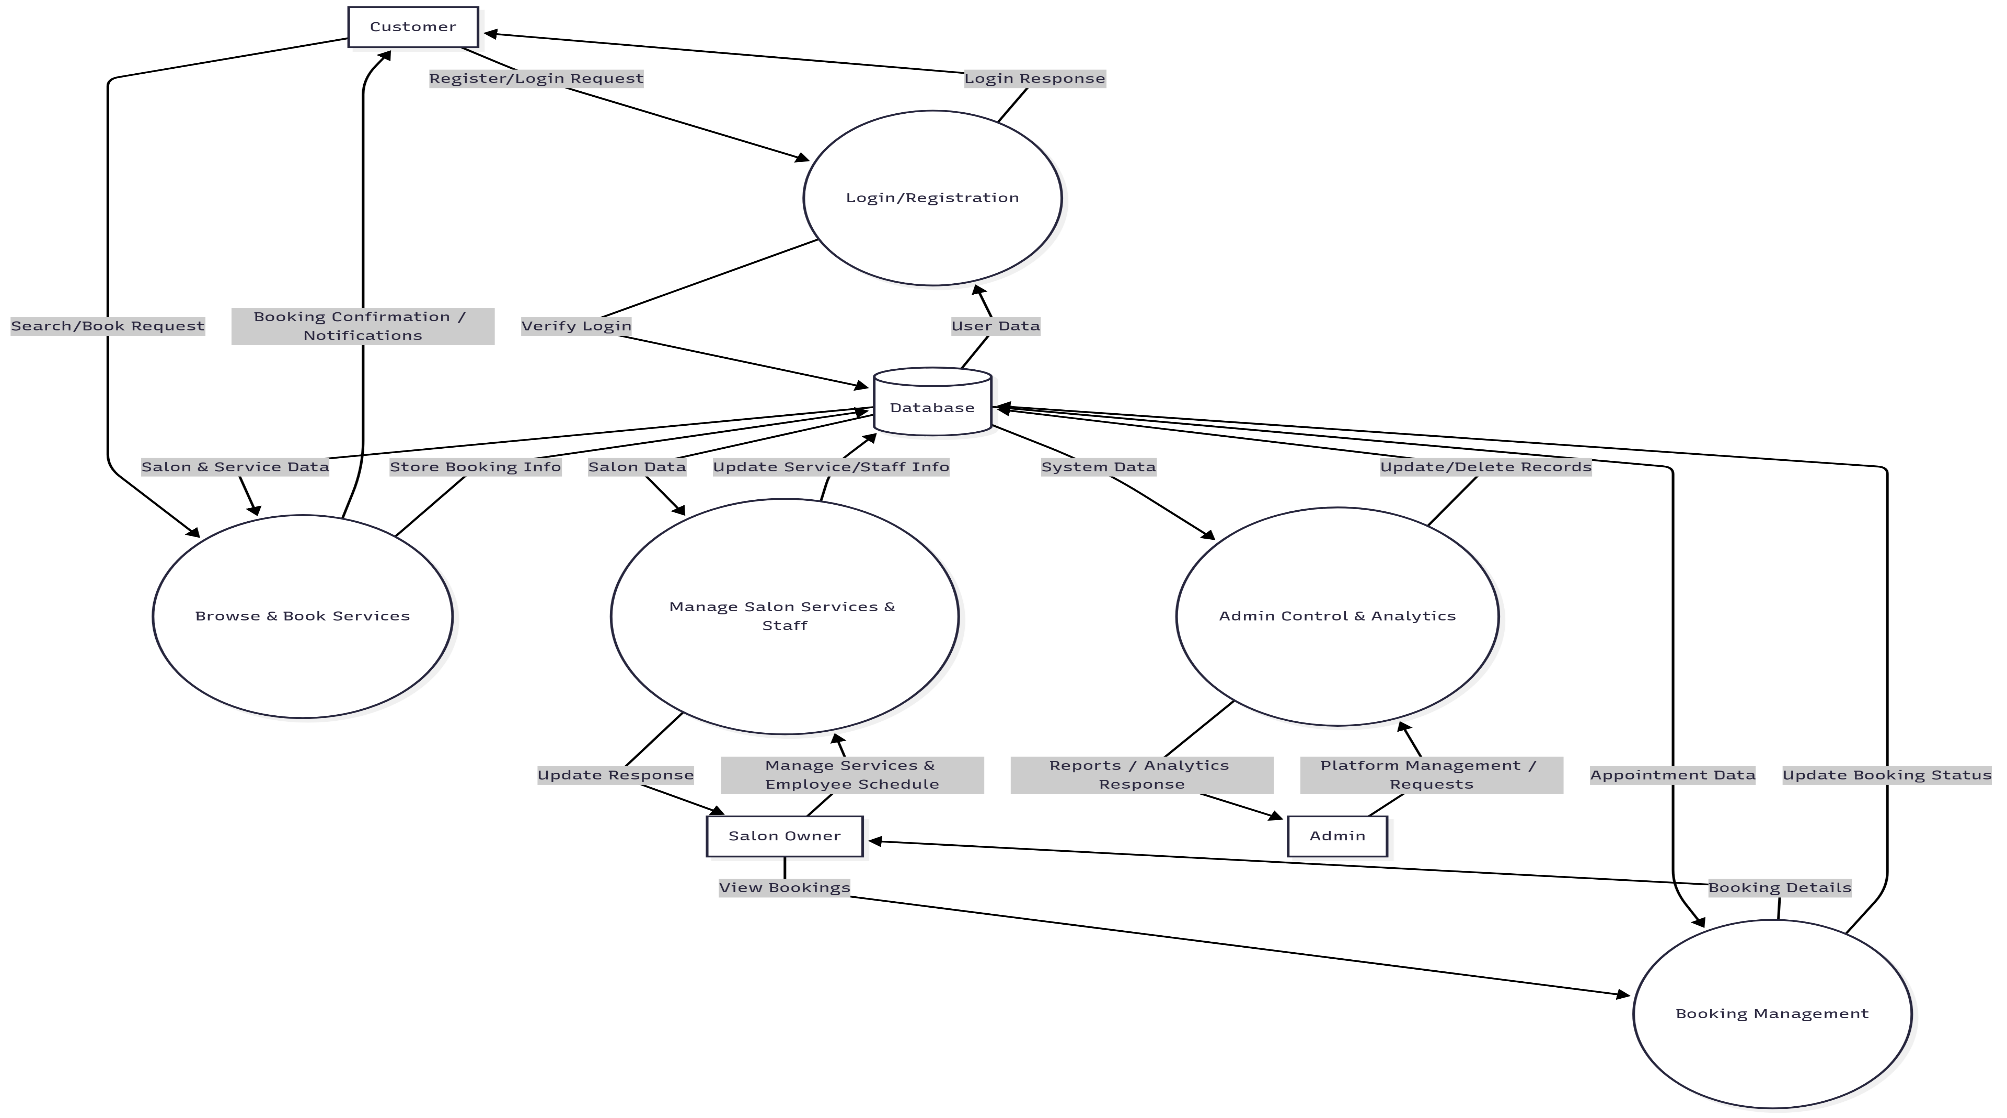 Customer
Register/Login Request
Login Response
Login/Registration
Search/Book Request
Booking Confirmation /
Notifications
Verify Login
User Data
Database
Salon & Service Data
Store Booking Info
Salon Data
Update Service/Staff Info
System Data
Update/Delete Records
Browse & Book Services
Manage Salon Services &
Staff
Admin Control & Analytics
Update Response
Manage Services &
Employee Schedule
Reports / Analytics
Response
Platform Management /
Requests
Appointment Data
Update Booking Status
Salon Owner
Admin
View Bookings
Booking Details
Booking Management